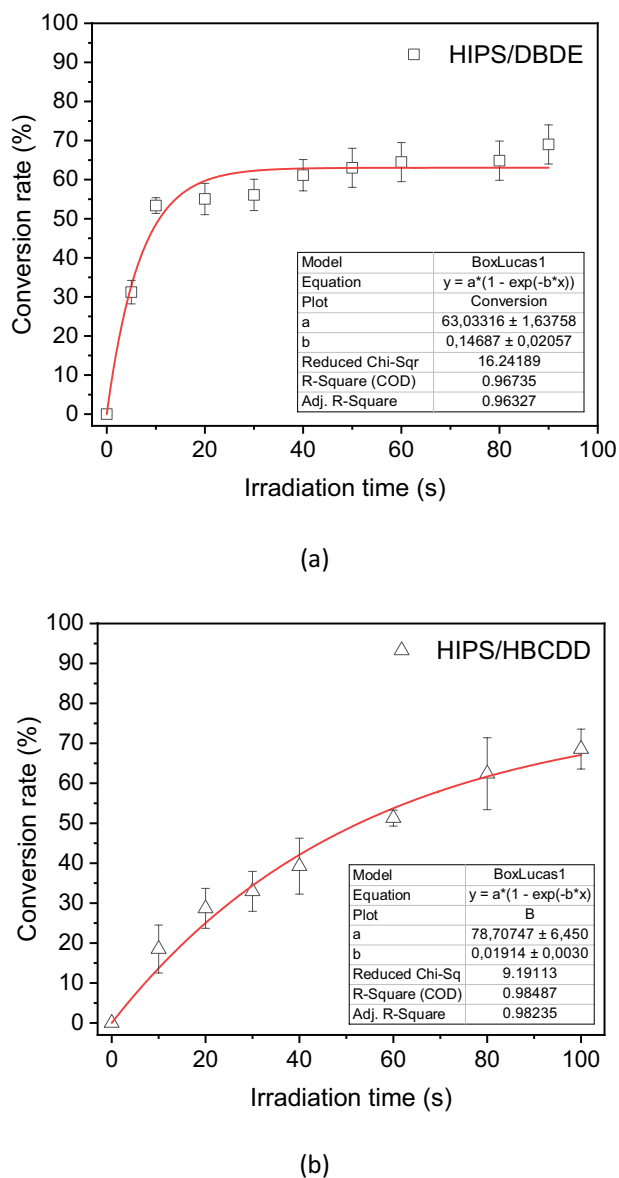 100
90
80
70
60
50
40
30
20
10
0
Conversion rate (%)
HIPS/DBDE
Model BoxLucas1
Equation y = a*(1 - exp(-b*x))
Plot Conversion
a 63,03316 ± 1,63758
b 0,14687 ± 0,02057
Reduced Chi-Sqr 16.24189
R-Square (COD) 0.96735
Adj. R-Square 0.96327
0 20 40 60 80 100
Irradiation time (s)
(a)
100
90
80
70
60
50
40
30
20
10
0
Conversion rate (%)
HIPS/HBCDD
Model BoxLucas1
Equation y = a*(1 - exp(-b*x)
Plot B
a 78,70747 ± 6,450
b 0,01914 ± 0,0030
Reduced Chi-Sq 9.19113
R-Square (COD) 0.98487
Adj. R-Square 0.98235
0 20 40 60 80 100
Irradiation time (s)
(b)